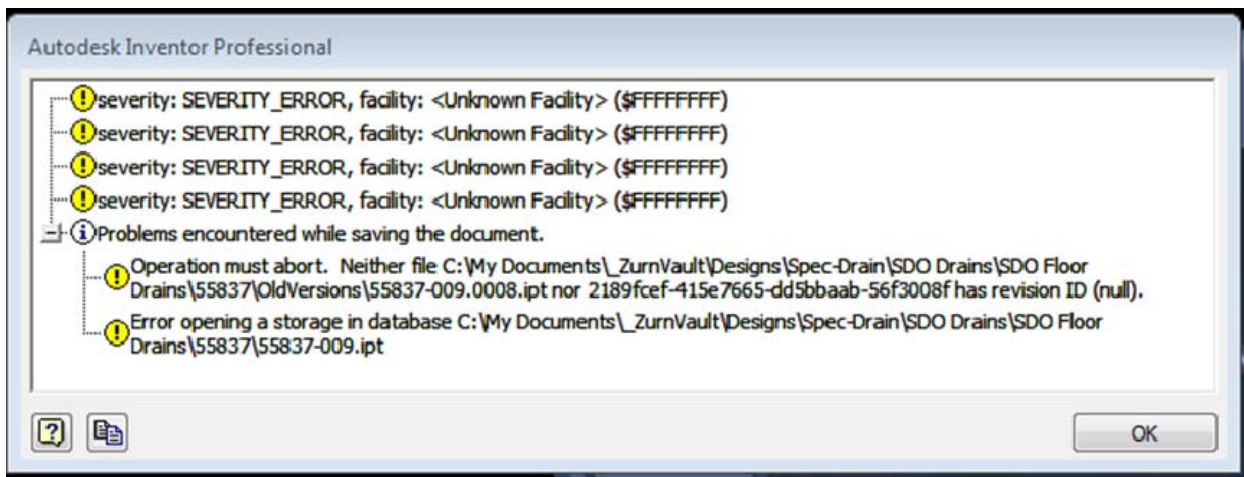 Autodesk Inventor Professional
severity: SEVERITY_ERROR, facility: <Unknown Facility> ($FFFFFFFF)
severity: SEVERITY_ERROR, facility: <Unknown Facility> ($FFFFFFFF)
severity: SEVERITY_ERROR, facility: <Unknown Facility> ($FFFFFFFF)
severity: SEVERITY_ERROR, facility: <Unknown Facility> ($FFFFFFFF)
Problems encountered while saving the document.
Operation must abort.  Neither file C:\My Documents\_ZurnVault\Designs\Spec-Drain\SDO Drains\SDO Floor
Drains\55837\OldVersions\55837-009.0008.ipt nor 2189fcef-415e7665-dd5bbaab-56f3008f has revision ID (null).
Error opening a storage in database C:\My Documents\_ZurnVault\Designs\Spec-Drain\SDO Drains\SDO Floor
Drains\55837\55837-009.ipt
OK